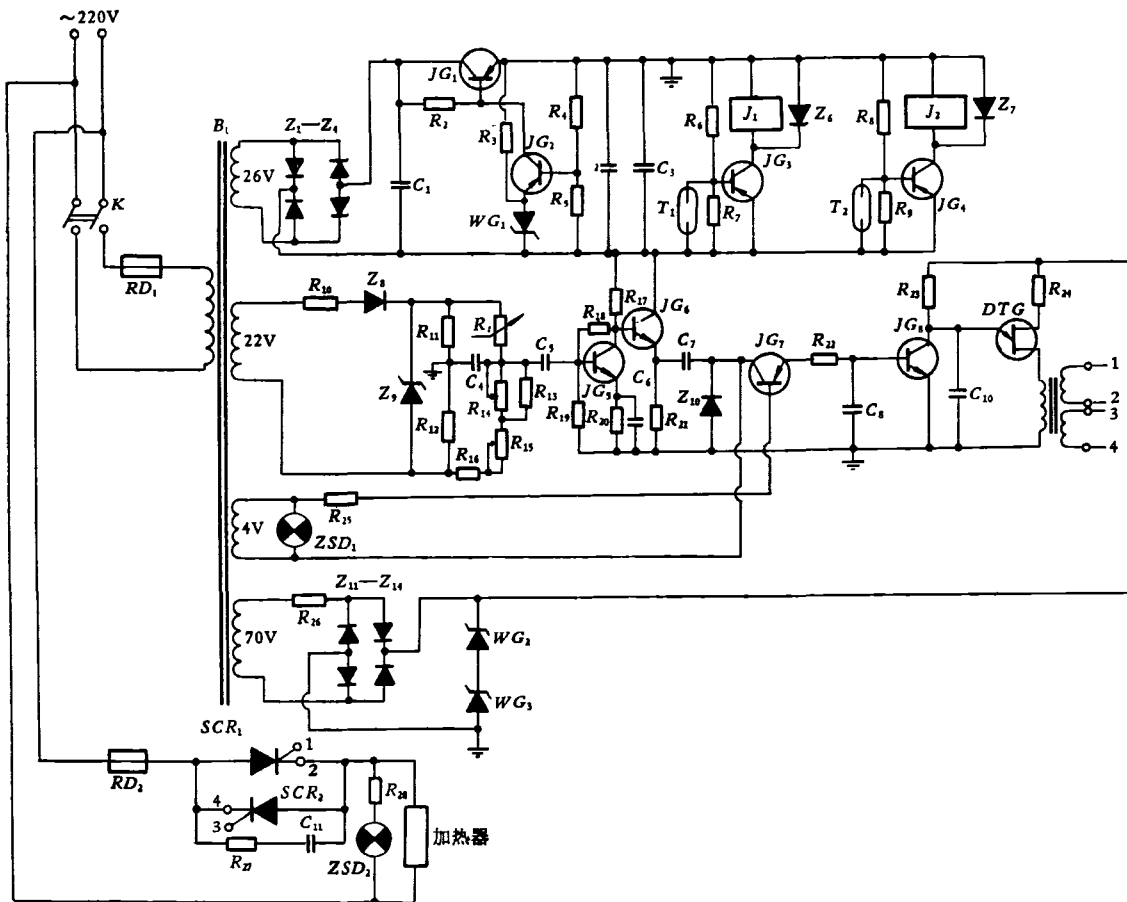 ～220V
JG₁
R₂
R₃
JG₂
R₄
R₅
WG₁
C₁
2
C₃
R₆
J₁
Z₆
JG₃
T₁
R₇
R₈
J₂
Z₇
T₂
R₉
JG₄
B₁
Z₁—Z₄
26V
K
RD₁
22V
R₁₀
Z₈
R₁₁
Z₉
R₁₂
C₄
R₁₄
R₁₃
R₁₅
R₁₆
C₅
R₁₈
R₁₇
JG₆
JG₅
C₆
R₁₉
R₂₀
R₂₁
C₇
Z₁₀
JG₇
R₂₂
C₈
R₂₃
JG₈
C₁₀
DTG
R₂₄
1
2
3
4
4V
ZSD₁
R₂₅
Z₁₁—Z₁₄
70V
R₂₆
WG₂
WG₃
SCR₁
RD₂
1
2
SCR₂
4
3
R₂₇
C₁₁
R₂₈
ZSD₂
加热器